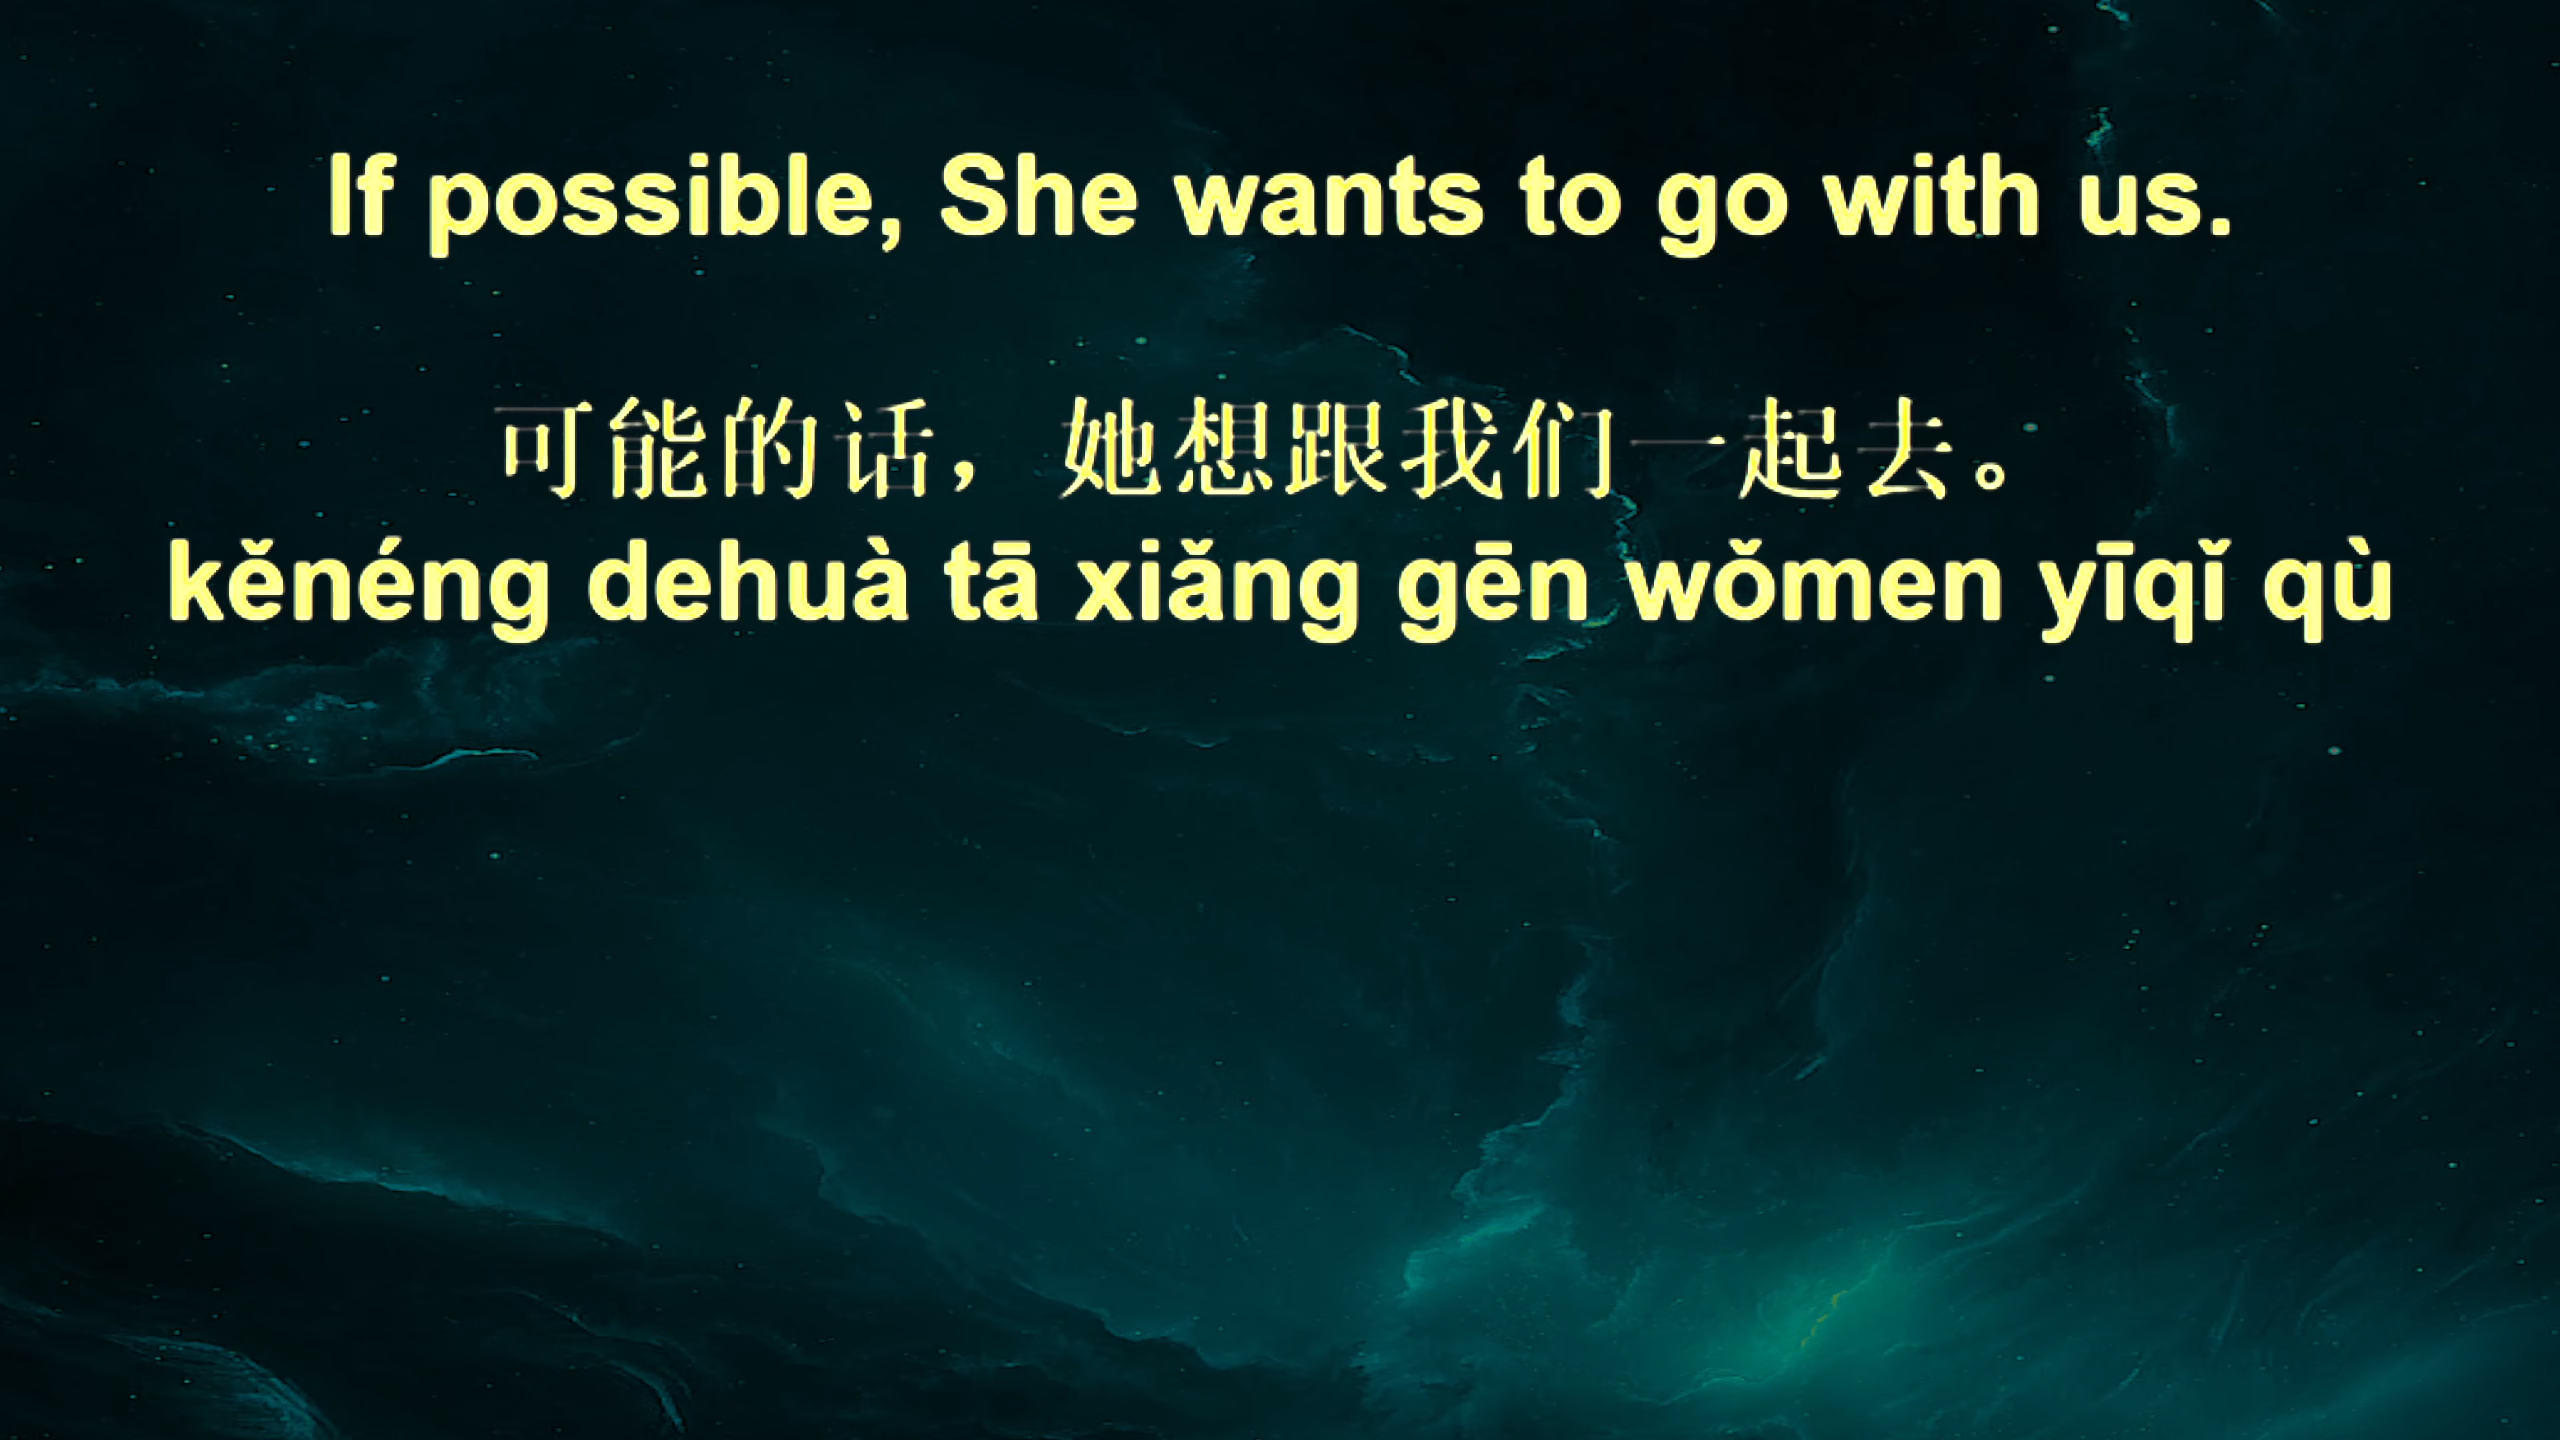 If possible, She wants to go with us.
可能的话，她想跟我们一起去。
kěnéng dehuà tā xiǎng gēn wǒmen yīqǐ qù